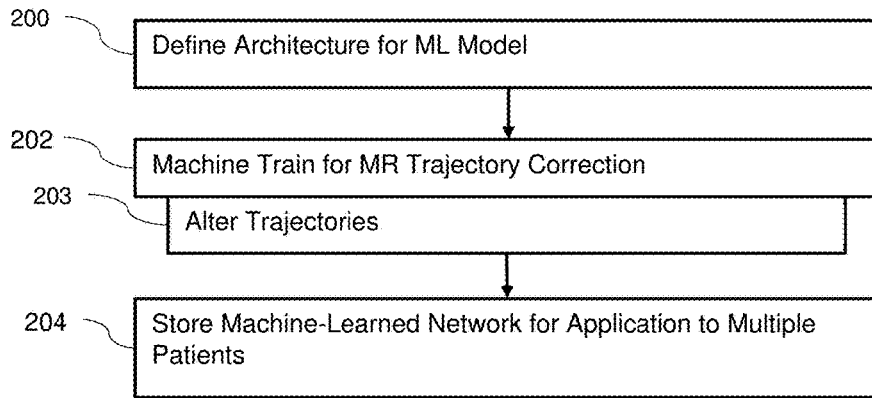 200
Define Architecture for ML Model
202
Machine Train for MR Trajectory Correction
203
Alter Trajectories
204
Store Machine-Learned Network for Application to Multiple
Patients